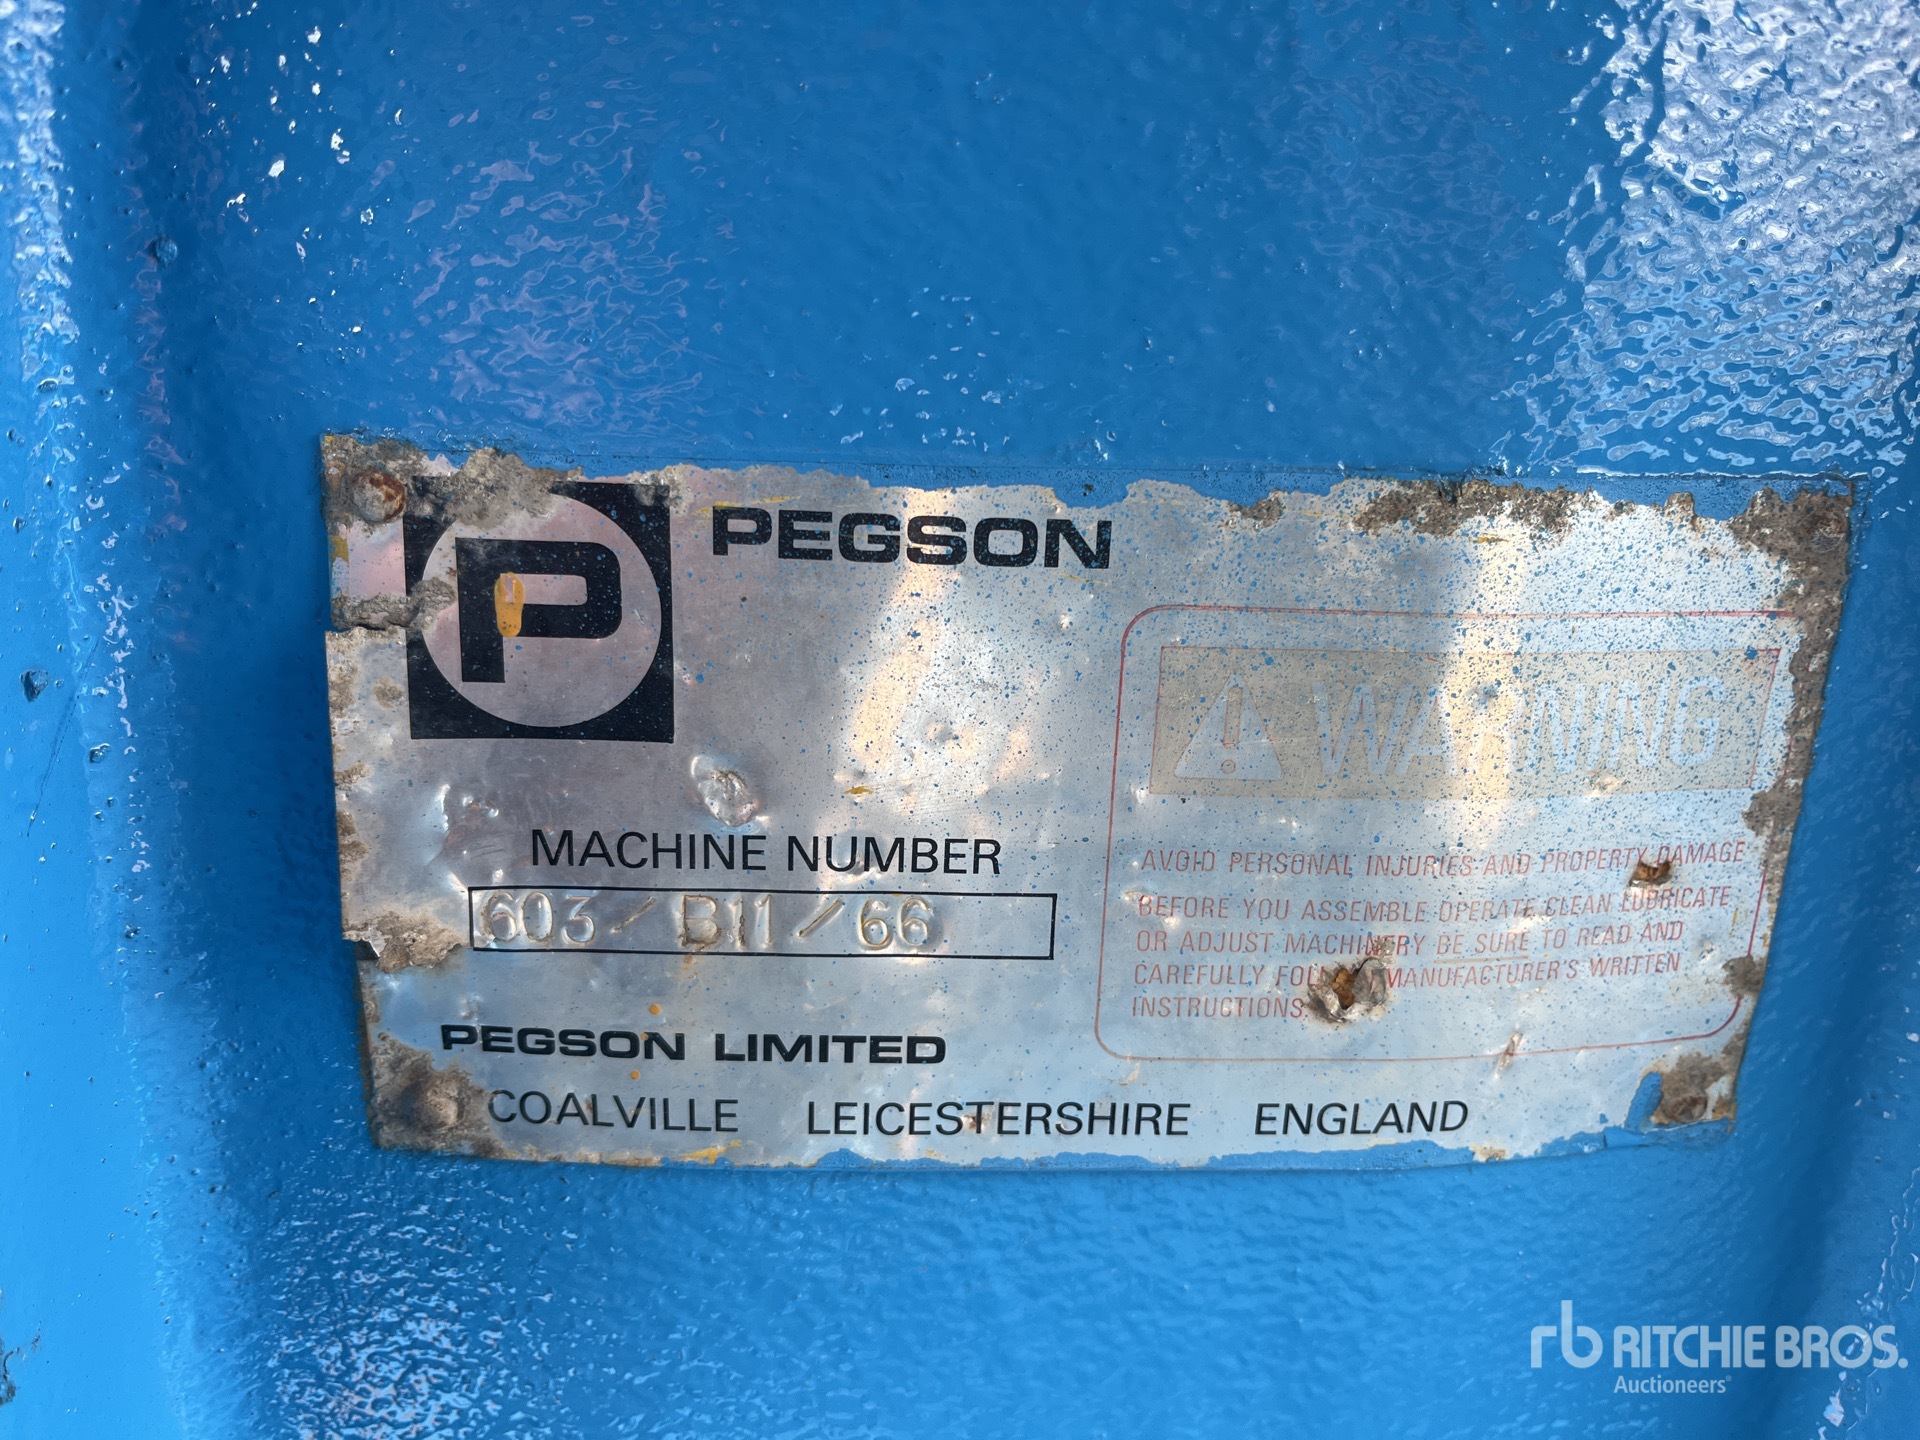 P
PEGSON
WARNING
MACHINE NUMBER
603/B11/66
AVOID PERSONAL INJURIES AND PROPERTY DAMAGE
BEFORE YOU ASSEMBLE OPERATE CLEAN LUBRICATE
OR ADJUST MACHINERY BE SURE TO READ AND
CAREFULLY MANUFACTURER'S WRITTEN
INSTRUCTIONS.
PEGSON LIMITED
COALVILLE LEICESTERSHIRE ENGLAND
rb RITCHIE BROS.
Auctioneers